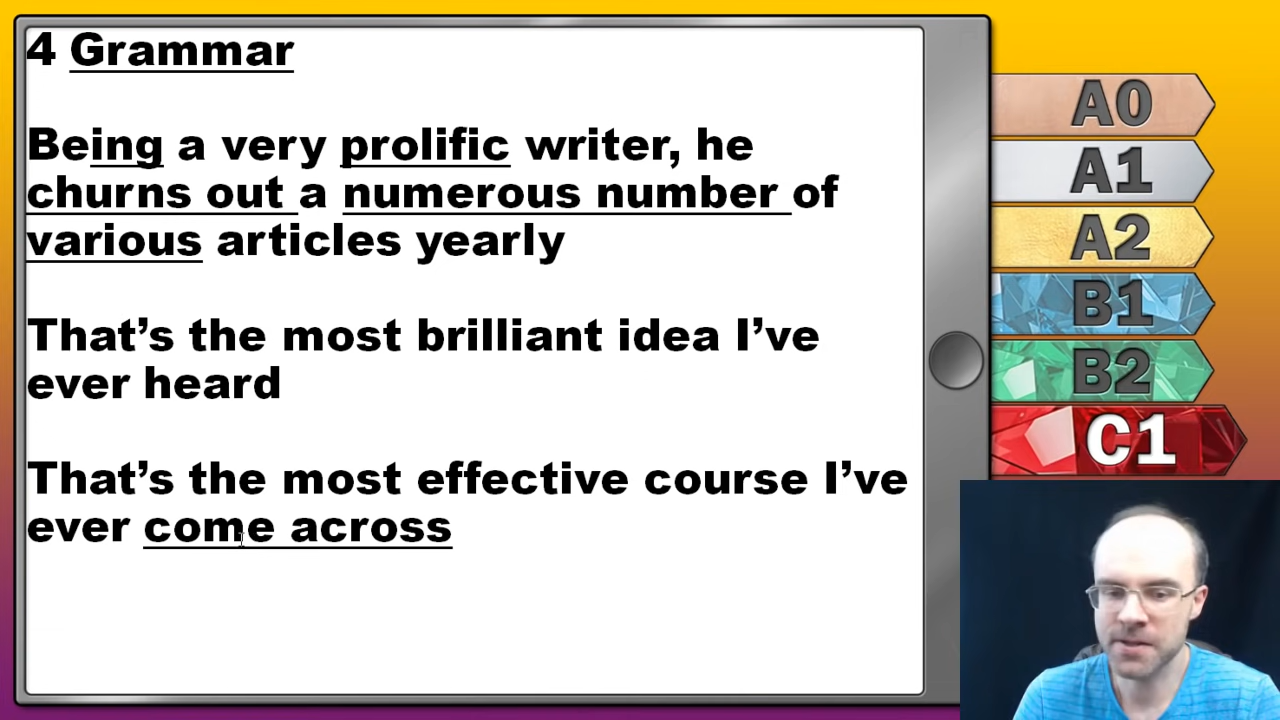 4 Grammar
Being a very prolific writer, he
churns out a numerous number of
various articles yearly
That's the most brilliant idea I've
ever heard
That's the most effective course I've
ever come across
A0
A1
A2
B1
B2
C1